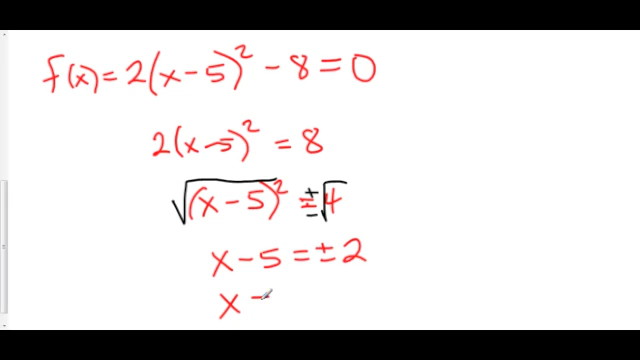 f(x) = 2(x - 5)² - 8 = 0
2(x - 5)² = 8
√(x - 5)² = ± √4
x - 5 = ± 2
x -